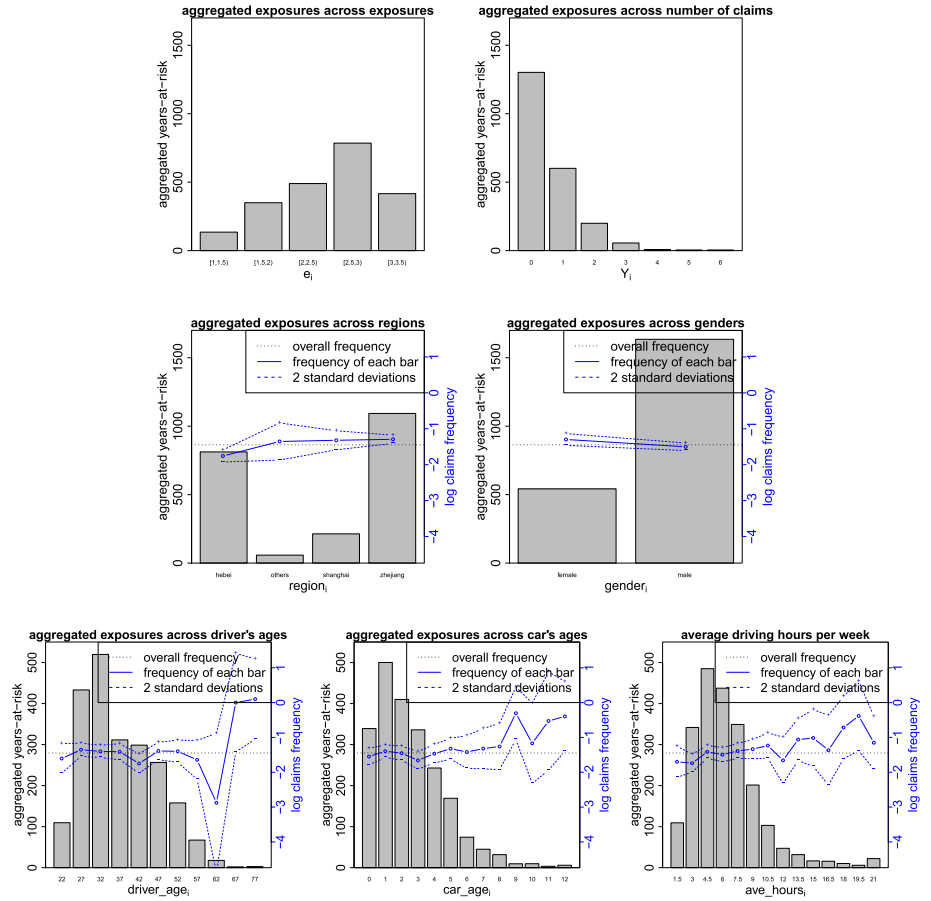 aggregated exposures across exposures
aggregated years−at−risk
0 500 1000 1500
[1,1.5) [1.5,2) [2,2.5) [2.5,3) [3,3.5)
e_i
aggregated exposures across number of claims
aggregated years−at−risk
0 500 1000 1500
0 1 2 3 4 5 6
Y_i
aggregated exposures across regions
overall frequency
frequency of each bar
2 standard deviations
aggregated years−at−risk
0 500 1000 1500
log claims frequency
−4 −3 −2 −1 0 1
hebei others shanghai zhejiang
region_i
aggregated exposures across genders
overall frequency
frequency of each bar
2 standard deviations
aggregated years−at−risk
0 500 1000 1500
log claims frequency
−4 −3 −2 −1 0 1
female male
gender_i
aggregated exposures across driver's ages
overall frequency
frequency of each bar
2 standard deviations
aggregated years−at−risk
0 100 200 300 400 500
log claims frequency
−4 −3 −2 −1 0 1
22 27 32 37 42 47 52 57 62 67 77
driver_age_i
aggregated exposures across car's ages
overall frequency
frequency of each bar
2 standard deviations
aggregated years−at−risk
0 100 200 300 400 500
log claims frequency
−4 −3 −2 −1 0 1
0 1 2 3 4 5 6 7 8 9 10 11 12
car_age_i
average driving hours per week
overall frequency
frequency of each bar
2 standard deviations
aggregated years−at−risk
0 100 200 300 400 500
log claims frequency
−4 −3 −2 −1 0 1
1.5 3 4.5 6 7.5 9 10.5 12 13.5 15 16.5 18 19.5 21
ave_hours_i